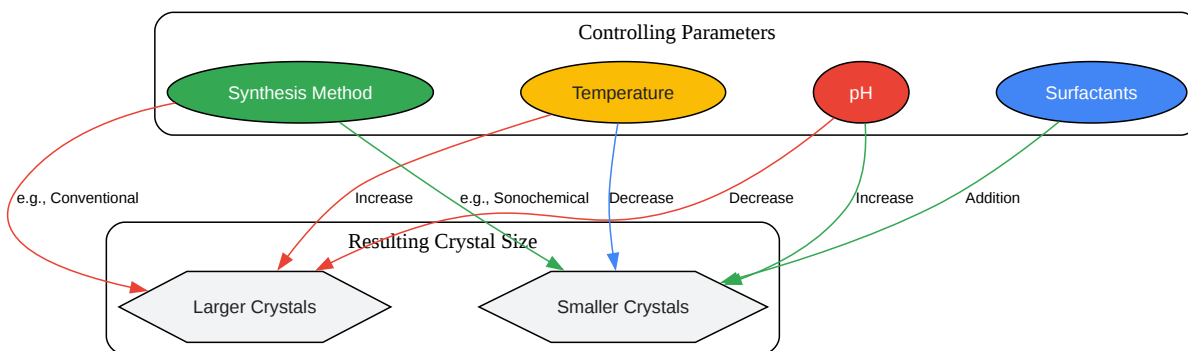 Controlling Parameters
Synthesis Method
Temperature
pH
Surfactants
e.g., Conventional
Increase
e.g., Sonochemical
Decrease
Decrease
Increase
Addition
Resulting Crystal Size
Larger Crystals
Smaller Crystals